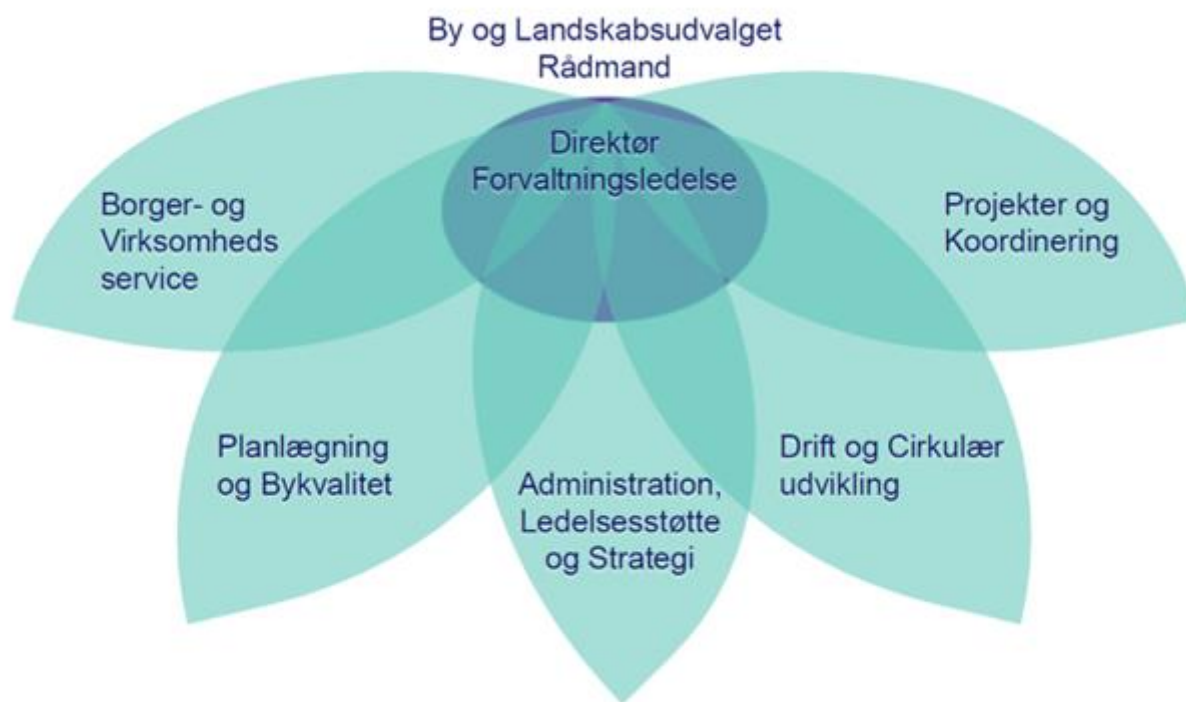 By og Landskabsudvalget
Rådmand
Direktør
Forvaltningsledelse
Borger- og
Virksomheds
service
Projekter og
Koordinering
Planlægning
og Bykvalitet
Administration,
Ledelsesstøtte
og Strategi
Drift og Cirkulær
udvikling